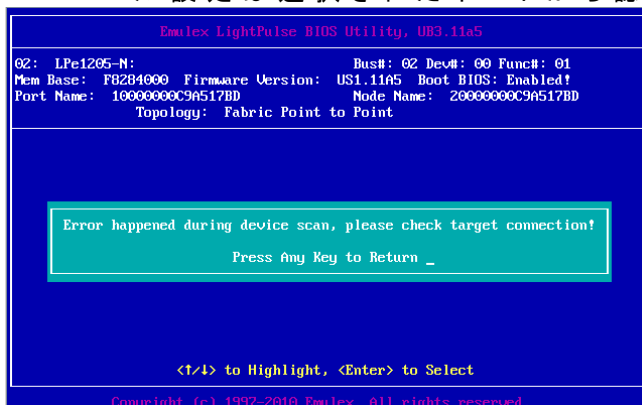 Emulex LightPulse BIOS Utility, UB3.11a5
02: LPe1205-N: Bus#: 02 Dev#: 00 Func#: 01
Mem Base: F8284000 Firmware Version: US1.11A5 Boot BIOS: Enabled!
Port Name: 10000000C9A517BD Node Name: 20000000C9A517BD
Topology: Fabric Point to Point
Error happened during device scan, please check target connection!
Press Any Key to Return _
<↑/↓> to Highlight, <Enter> to Select
Copyright (c) 1997-2010 Emulex. All rights reserved